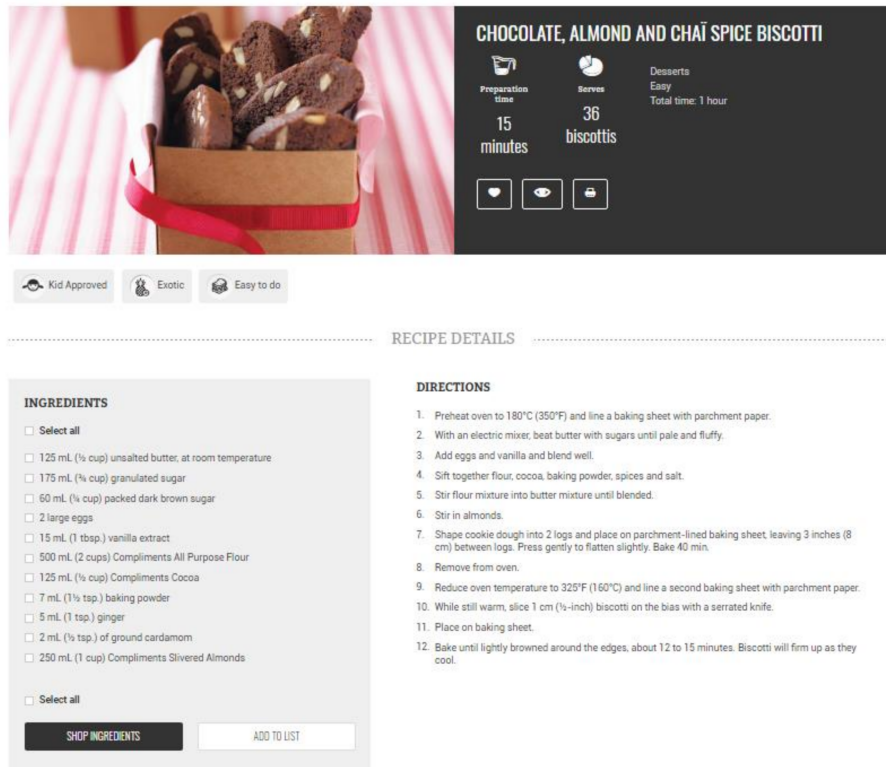 CHOCOLATE, ALMOND AND CHAÏ SPICE BISCOTTI
Preparation
time
15
minutes
Serves
36
biscottis
Desserts
Easy
Total time: 1 hour
Kid Approved
Exotic
Easy to do
RECIPE DETAILS
INGREDIENTS
Select all
125 mL (½ cup) unsalted butter, at room temperature
175 mL (¾ cup) granulated sugar
60 mL (¼ cup) packed dark brown sugar
2 large eggs
15 mL (1 tbsp.) vanilla extract
500 mL (2 cups) Compliments All Purpose Flour
125 mL (½ cup) Compliments Cocoa
7 mL (1½ tsp.) baking powder
5 mL (1 tsp.) ginger
2 mL (½ tsp.) of ground cardamom
250 mL (1 cup) Compliments Slivered Almonds
Select all
SHOP INGREDIENTS
ADD TO LIST
DIRECTIONS
1. Preheat oven to 180°C (350°F) and line a baking sheet with parchment paper.
2. With an electric mixer, beat butter with sugars until pale and fluffy.
3. Add eggs and vanilla and blend well.
4. Sift together flour, cocoa, baking powder, spices and salt.
5. Stir flour mixture into butter mixture until blended.
6. Stir in almonds.
7. Shape cookie dough into 2 logs and place on parchment-lined baking sheet, leaving 3 inches (8
cm) between logs. Press gently to flatten slightly. Bake 40 min.
8. Remove from oven.
9. Reduce oven temperature to 325°F (160°C) and line a second baking sheet with parchment paper.
10. While still warm, slice 1 cm (½-inch) biscotti on the bias with a serrated knife.
11. Place on baking sheet.
12. Bake until lightly browned around the edges, about 12 to 15 minutes. Biscotti will firm up as they
cool.